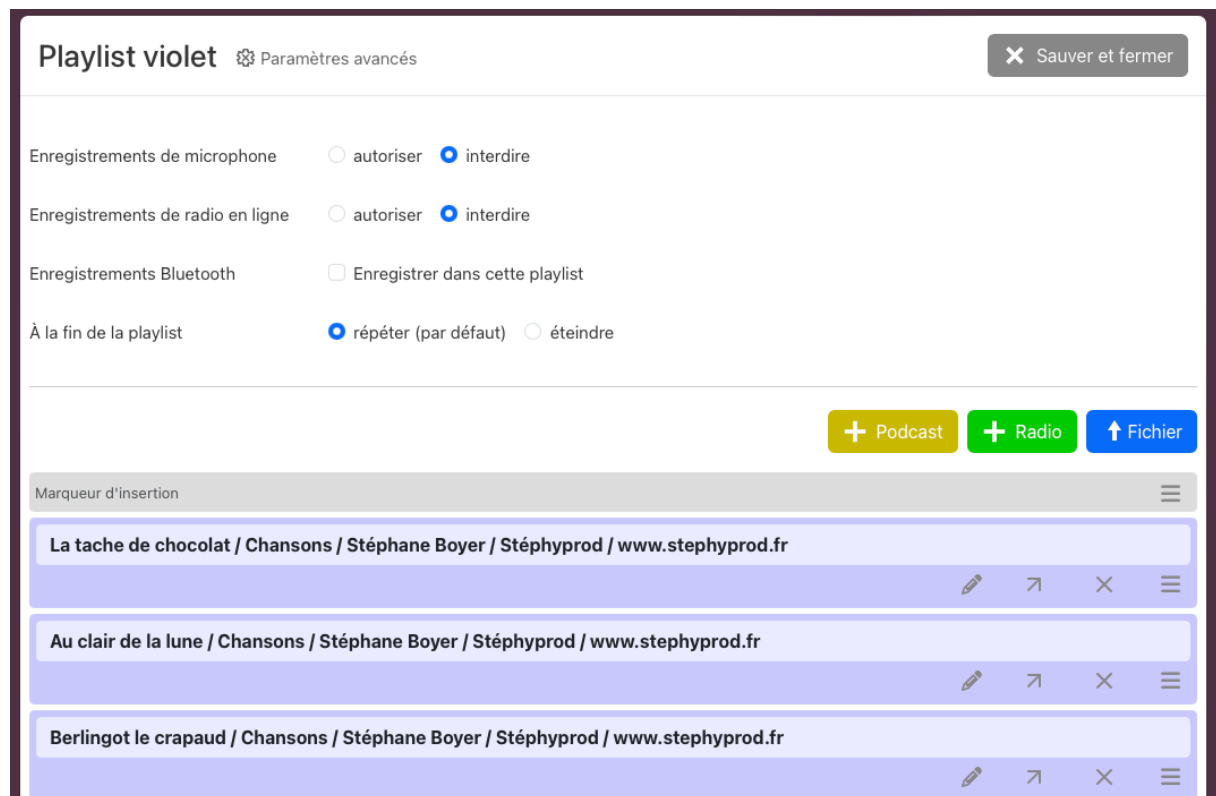 Playlist violet Paramètres avancés Sauver et fermer
Enregistrements de microphone autoriser interdire
Enregistrements de radio en ligne autoriser interdire
Enregistrements Bluetooth Enregistrer dans cette playlist
À la fin de la playlist répéter (par défaut) éteindre
Podcast Radio Fichier
Marqueur d'insertion
La tache de chocolat / Chansons / Stéphane Boyer / Stéphyprod / www.stephyprod.fr
Au clair de la lune / Chansons / Stéphane Boyer / Stéphyprod / www.stephyprod.fr
Berlingot le crapaud / Chansons / Stéphane Boyer / Stéphyprod / www.stephyprod.fr